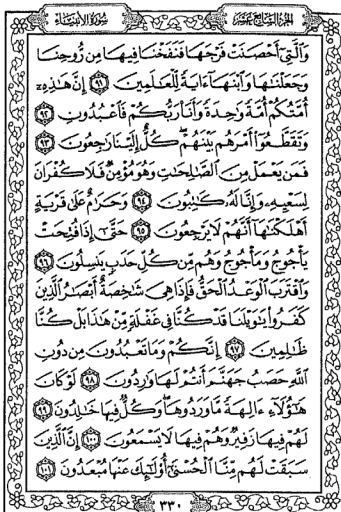 الجزء السابع عشر
سورة الأنبياء
وَٱلَّتِىٓ أَحْصَنَتْ فَرْجَهَا فَنَفَخْنَا فِيهَا مِن رُّوحِنَا
وَجَعَلْنَٰهَا وَٱبْنَهَآ ءَايَةً لِّلْعَٰلَمِينَ ٩١ إِنَّ هَٰذِهِۦٓ
أُمَّتُكُمْ أُمَّةً وَٰحِدَةً وَأَنَا۠ رَبُّكُمْ فَٱعْبُدُونِ ٩٢
وَتَقَطَّعُوٓا۟ أَمْرَهُم بَيْنَهُمْ ۖ كُلٌّ إِلَيْنَا رَٰجِعُونَ ٩٣
فَمَن يَعْمَلْ مِنَ ٱلصَّٰلِحَٰتِ وَهُوَ مُؤْمِنٌ فَلَا كُفْرَانَ
لِسَعْيِهِۦ وَإِنَّا لَهُۥ كَٰتِبُونَ ٩٤ وَحَرَٰمٌ عَلَىٰ قَرْيَةٍ
أَهْلَكْنَٰهَآ أَنَّهُمْ لَا يَرْجِعُونَ ٩٥ حَتَّىٰٓ إِذَا فُتِحَتْ
يَأْجُوجُ وَمَأْجُوجُ وَهُم مِّن كُلِّ حَدَبٍ يَنسِلُونَ ٩٦
وَٱقْتَرَبَ ٱلْوَعْدُ ٱلْحَقُّ فَإِذَا هِىَ شَٰخِصَةٌ أَبْصَٰرُ ٱلَّذِينَ
كَفَرُوا۟ يَٰوَيْلَنَا قَدْ كُنَّا فِى غَفْلَةٍ مِّنْ هَٰذَا بَلْ كُنَّا
ظَٰلِمِينَ ٩٧ إِنَّكُمْ وَمَا تَعْبُدُونَ مِن دُونِ
ٱللَّهِ حَصَبُ جَهَنَّمَ أَنتُمْ لَهَا وَٰرِدُونَ ٩٨ لَوْ كَانَ
هَٰٓؤُلَآءِ ءَالِهَةً مَّا وَرَدُوهَا ۖ وَكُلٌّ فِيهَا خَٰلِدُونَ ٩٩
لَهُمْ فِيهَا زَفِيرٌ وَهُمْ فِيهَا لَا يَسْمَعُونَ ١٠٠ إِنَّ ٱلَّذِينَ
سَبَقَتْ لَهُم مِّنَّا ٱلْحُسْنَىٰٓ أُو۟لَٰٓئِكَ عَنْهَا مُبْعَدُونَ ١٠١
٣٣٠